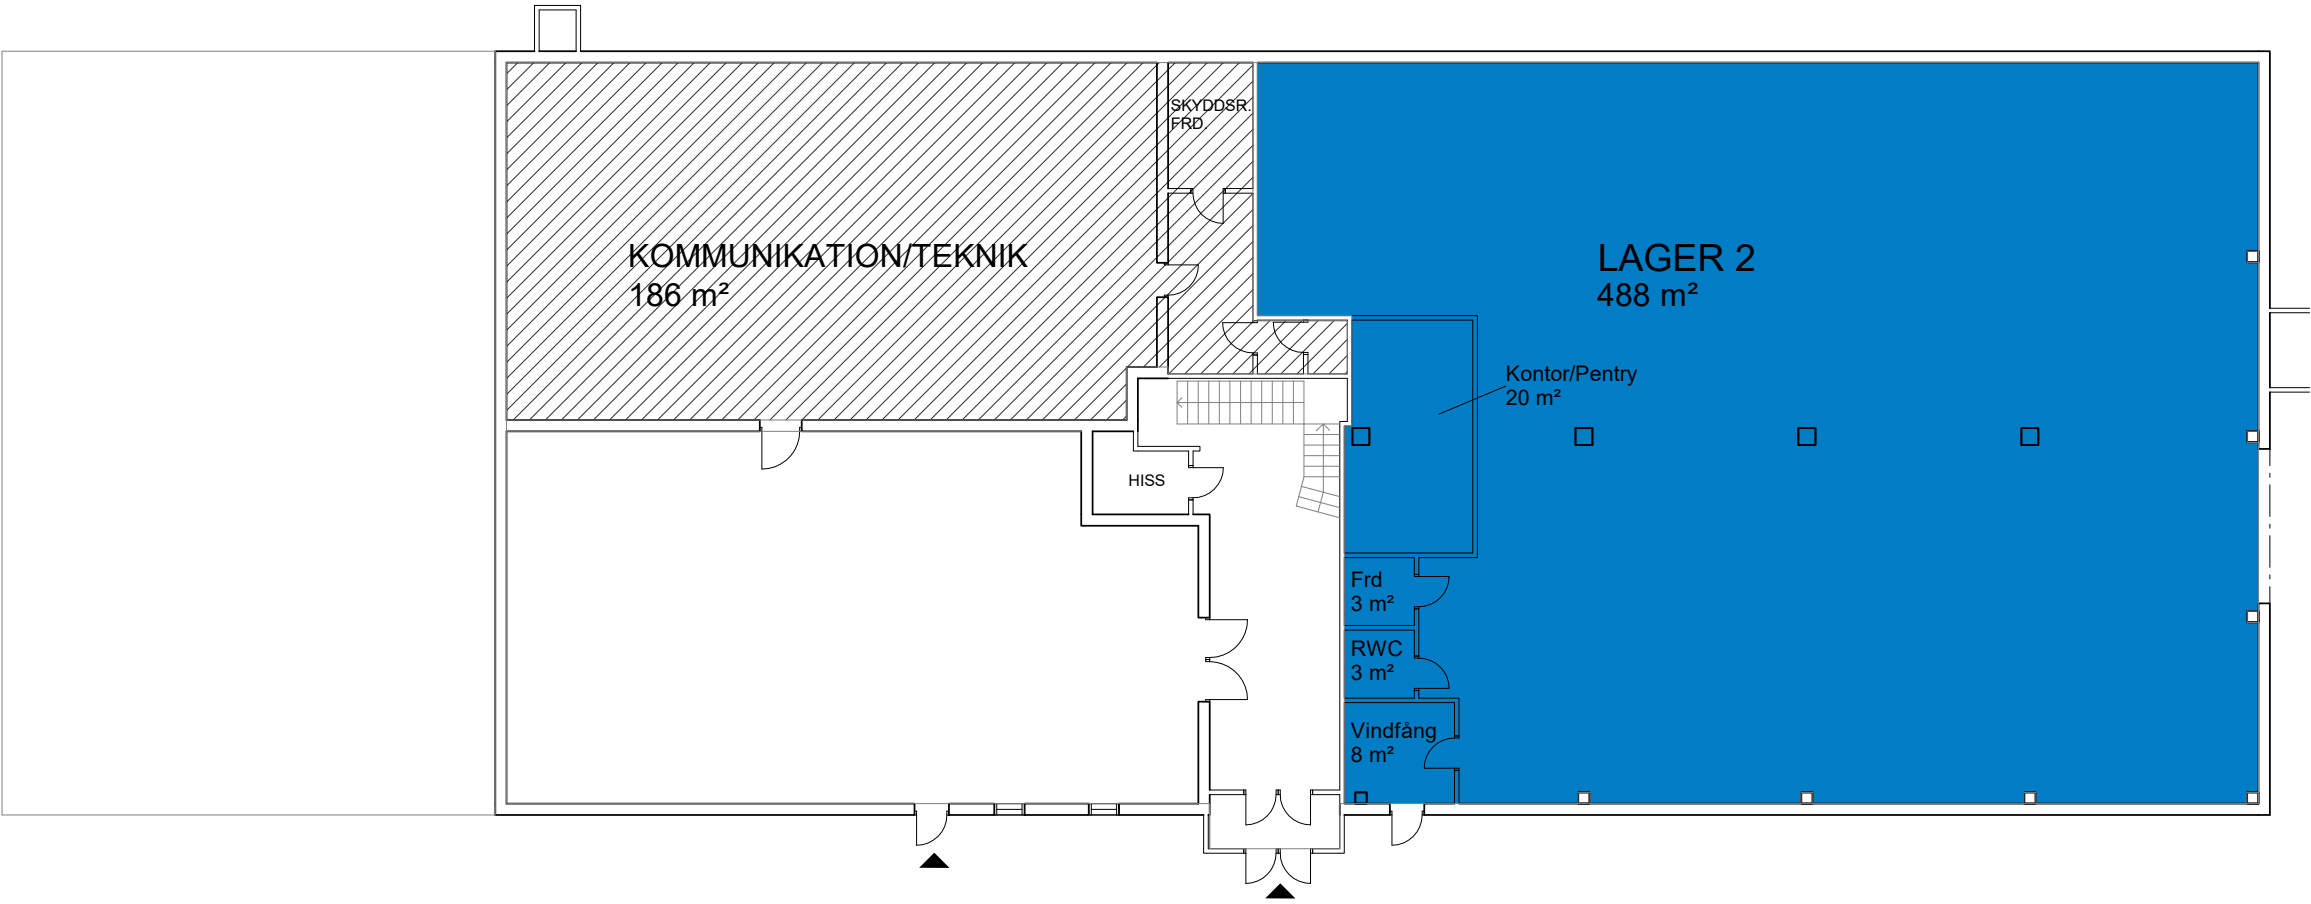 SKYDDSR.
FRD.
KOMMUNIKATION/TEKNIK
186 m²
LAGER 2
488 m²
Kontor/Pentry
20 m²
HISS
Frd
3 m²
RWC
3 m²
Vindfång
8 m²